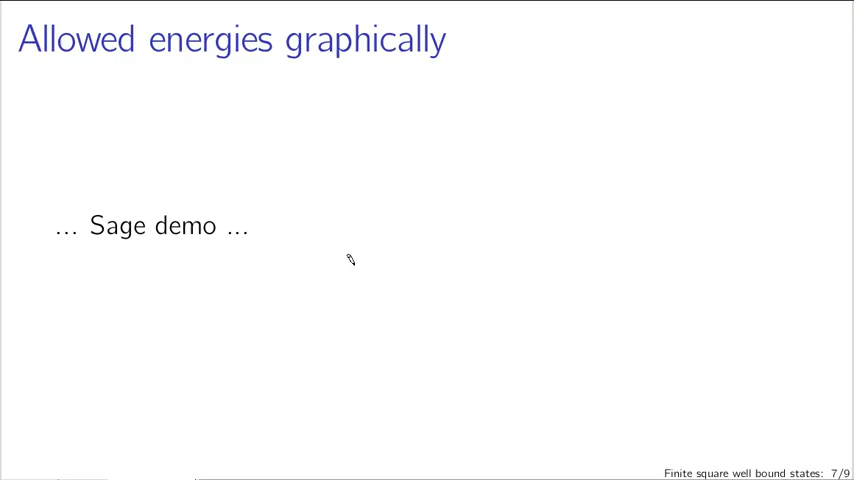 Allowed energies graphically
... Sage demo ...
Finite square well bound states: 7/9